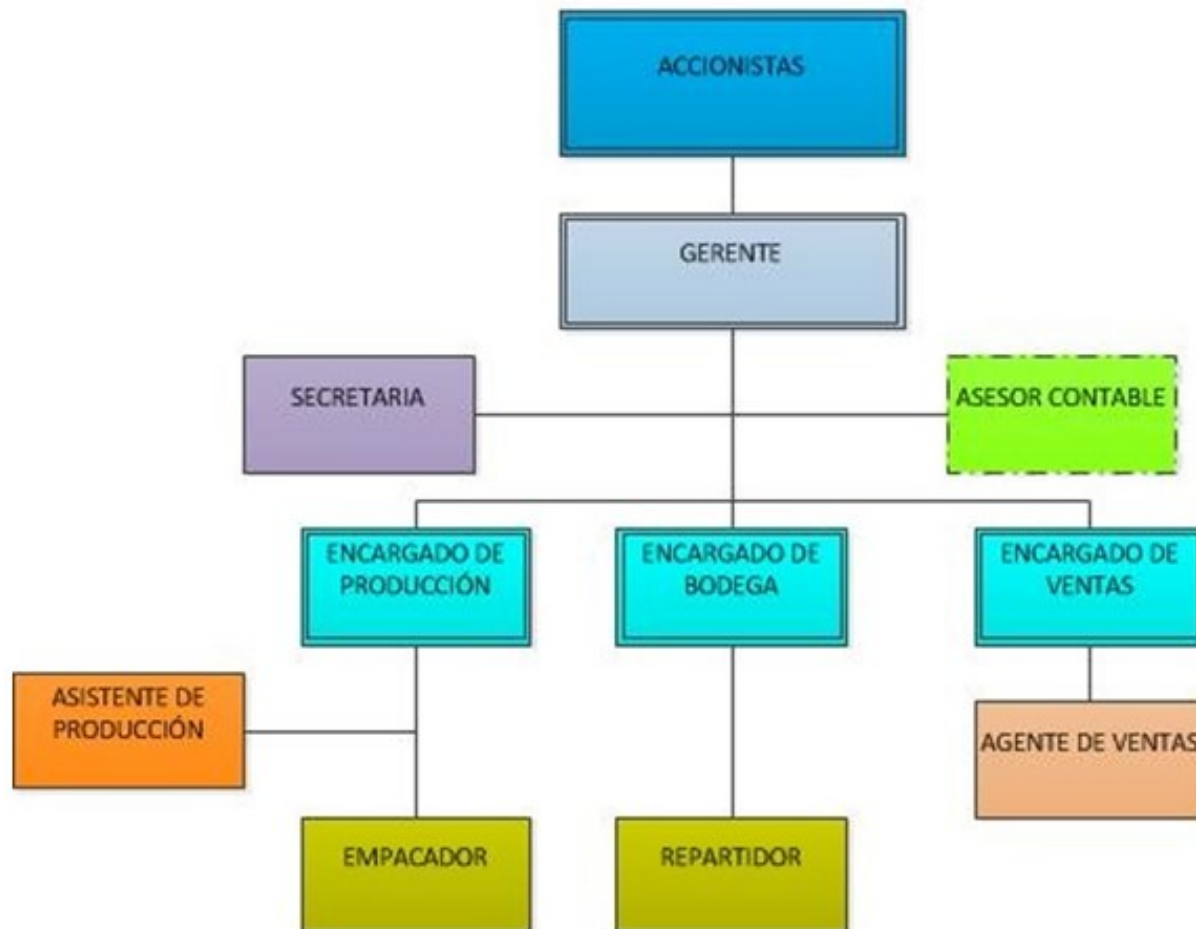 ACCIONISTAS
GERENTE
SECRETARIA
ASESOR CONTABLE
ENCARGADO DE
PRODUCCIÓN
ENCARGADO DE
BODEGA
ENCARGADO DE
VENTAS
ASISTENTE DE
PRODUCCIÓN
AGENTE DE VENTAS
EMPACADOR
REPARTIDOR